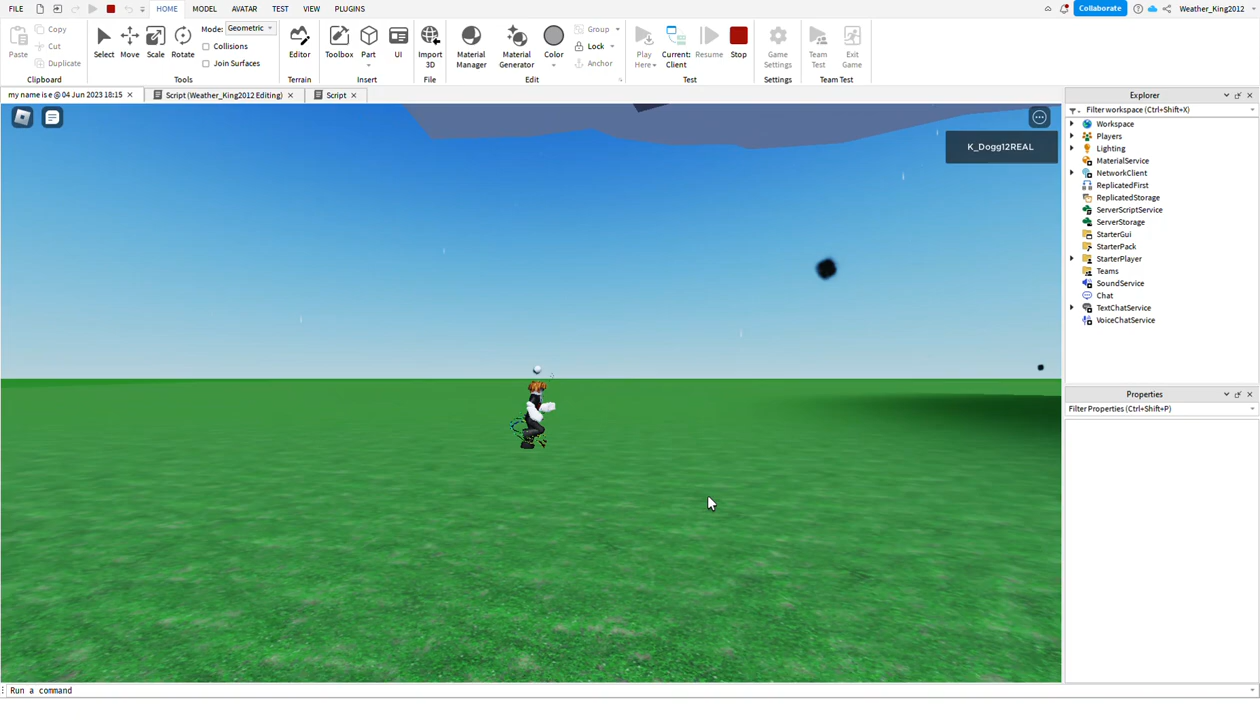 FILE HOME MODEL AVATAR TEST VIEW PLUGINS Collaborate Weather_King2012
Paste Copy Cut Duplicate Clipboard
Select Move Scale Rotate Mode: Geometric Collisions Join Surfaces Tools
Editor Terrain
Toolbox Part UI Insert
Import 3D File
Material Manager Material Generator Color Group Lock Anchor Edit
Play Here Current: Client Resume Stop Test
Game Settings Settings
Team Test Exit Game Team Test
my name is e @ 04 Jun 2023 18:15 Script (Weather_King2012 Editing) Script
K_Dogg12REAL
Explorer
Filter workspace (Ctrl+Shift+X)
Workspace
Players
Lighting
MaterialService
NetworkClient
ReplicatedFirst
ReplicatedStorage
ServerScriptService
ServerStorage
StarterGui
StarterPack
StarterPlayer
Teams
SoundService
Chat
TextChatService
VoiceChatService
Properties
Filter Properties (Ctrl+Shift+P)
Run a command